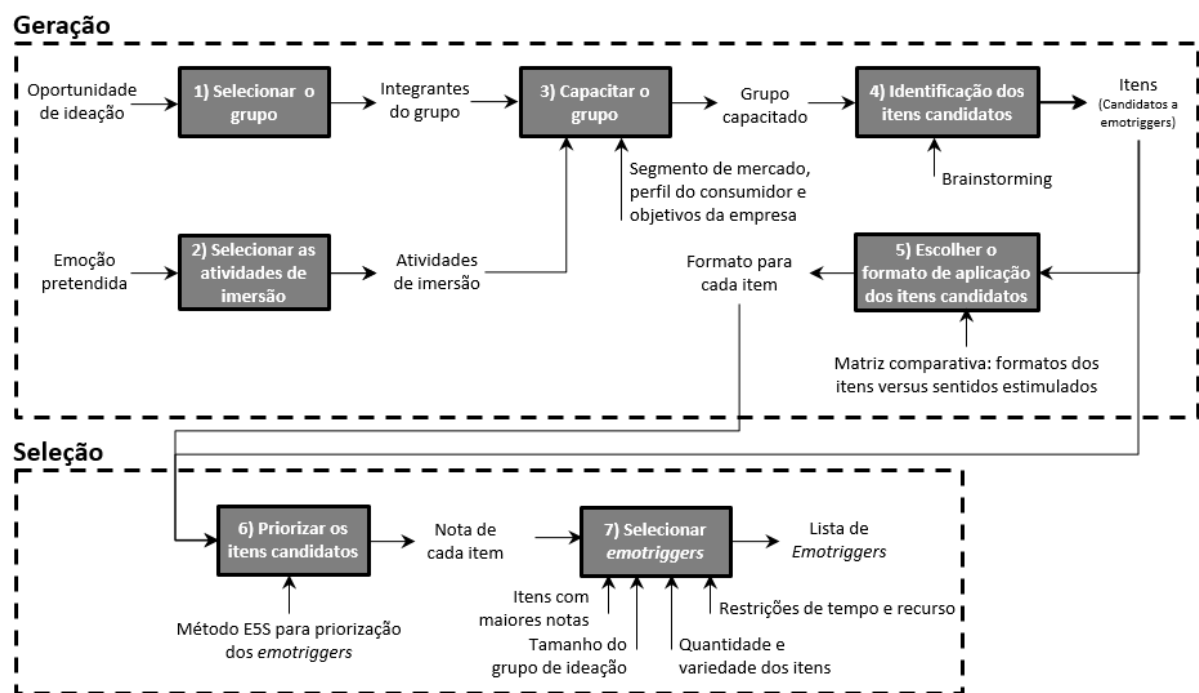 Geração
Oportunidade
de ideação
1) Selecionar o
grupo
Integrantes
do grupo
3) Capacitar o
grupo
Grupo
capacitado
4) Identificação dos
itens candidatos
Itens
(Candidatos a
emotriggers)
Segmento de mercado,
perfil do consumidor e
objetivos da empresa
Brainstorming
Emoção
pretendida
2) Selecionar as
atividades de
imersão
Atividades
de imersão
Formato para
cada item
5) Escolher o
formato de aplicação
dos itens candidatos
Matriz comparativa: formatos dos
itens versus sentidos estimulados
Seleção
6) Priorizar os
itens candidatos
Nota de
cada item
7) Selecionar
emotriggers
Lista de
Emotriggers
Método E5S para priorização
dos emotriggers
Itens com
maiores notas
Tamanho do
grupo de ideação
Quantidade e
variedade dos itens
Restrições de tempo e recurso